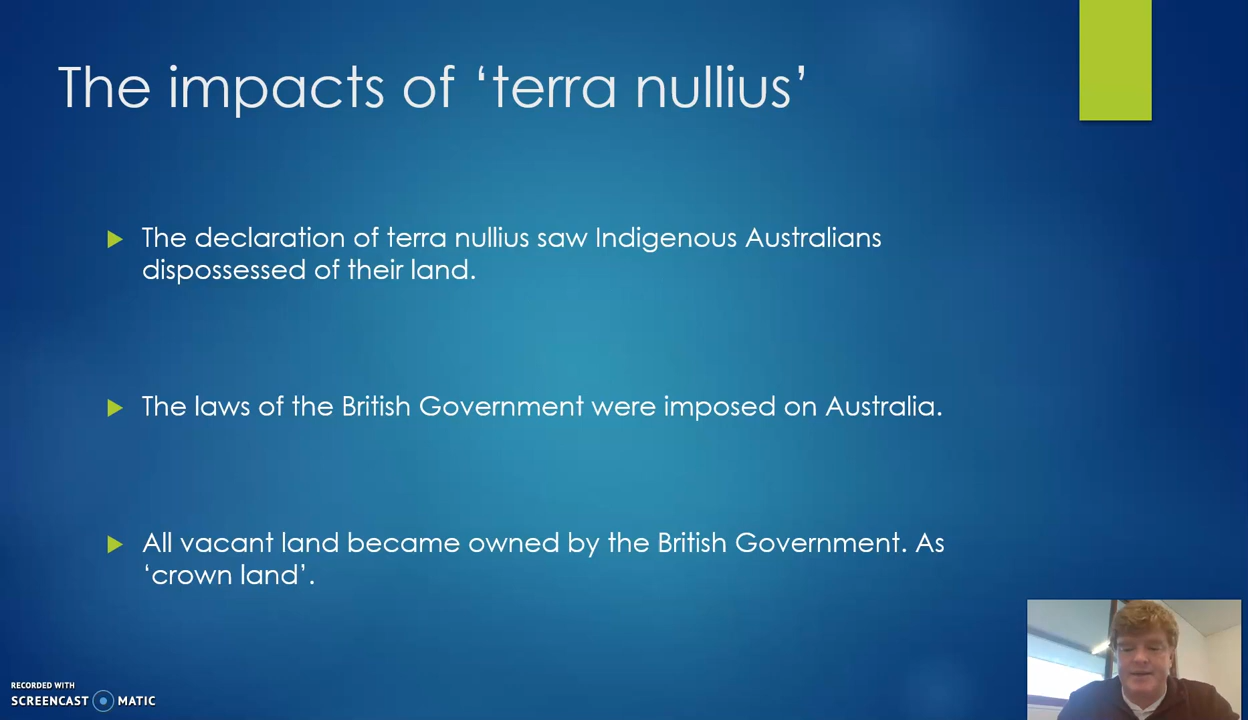 The impacts of ‘terra nullius’
The declaration of terra nullius saw Indigenous Australians
dispossessed of their land.
The laws of the British Government were imposed on Australia.
All vacant land became owned by the British Government. As
‘crown land’.
RECORDED WITH
SCREENCAST MATIC